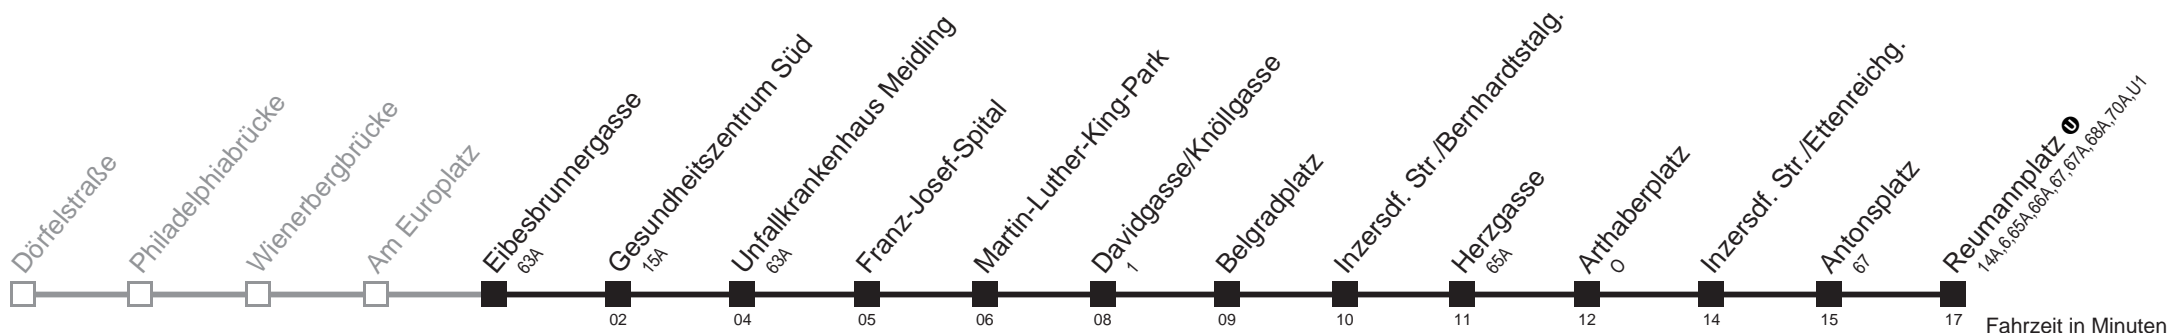 Dörfelstraße
Philadelphiabrücke
Wienerbergbrücke
Am Europlatz
Eibesbrunnergasse
63A
Gesundheitszentrum Süd
15A
Unfallkrankenhaus Meidling
63A
Franz-Josef-Spital
Martin-Luther-King-Park
Davidgasse/Knöllgasse
1
Belgradplatz
Inzersdf. Str./Bernhardtstalg.
Herzgasse
65A
Arthaberplatz
O
Inzersdf. Str./Ettenreichg.
Antonsplatz
67
Reumannplatz U
14A,6,65A,66A,67,67A,68A,70A,U1
02 04 05 06 08 09 10 11 12 14 15 17 Fahrzeit in Minuten